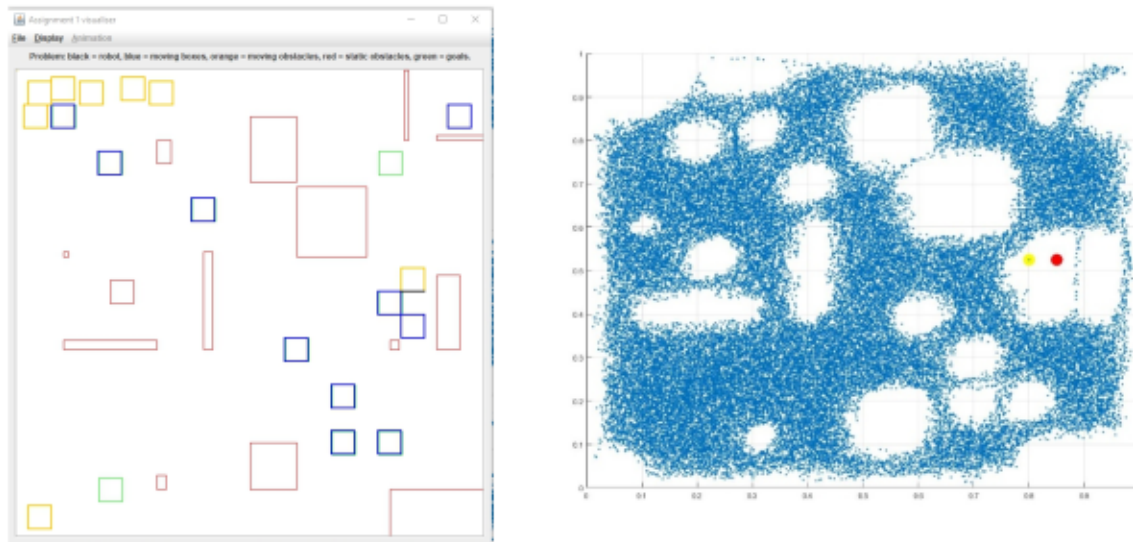 Assignment 1 visualiser
File Display Animation
Problem: black = robot, blue = moving boxes, orange = moving obstacles, red = static obstacles, green = goals.
1
0.9
0.8
0.7
0.6
0.5
0.4
0.3
0.2
0.1
0
0 0.1 0.2 0.3 0.4 0.5 0.6 0.7 0.8 0.9